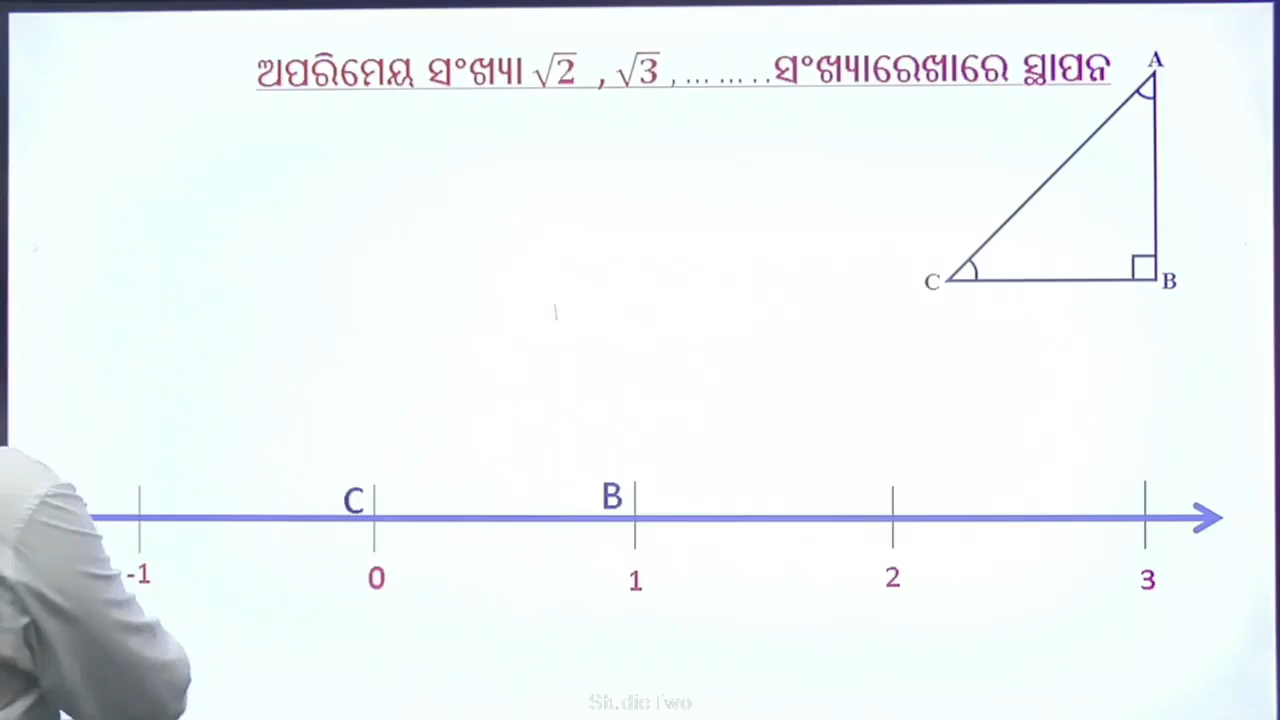 ଅପରିମେୟ ସଂଖ୍ୟା √2 , √3 , ... ... . . ସଂଖ୍ୟାରେଖାରେ ସ୍ଥାପନ
A
C B
C B
-1 0 1 2 3